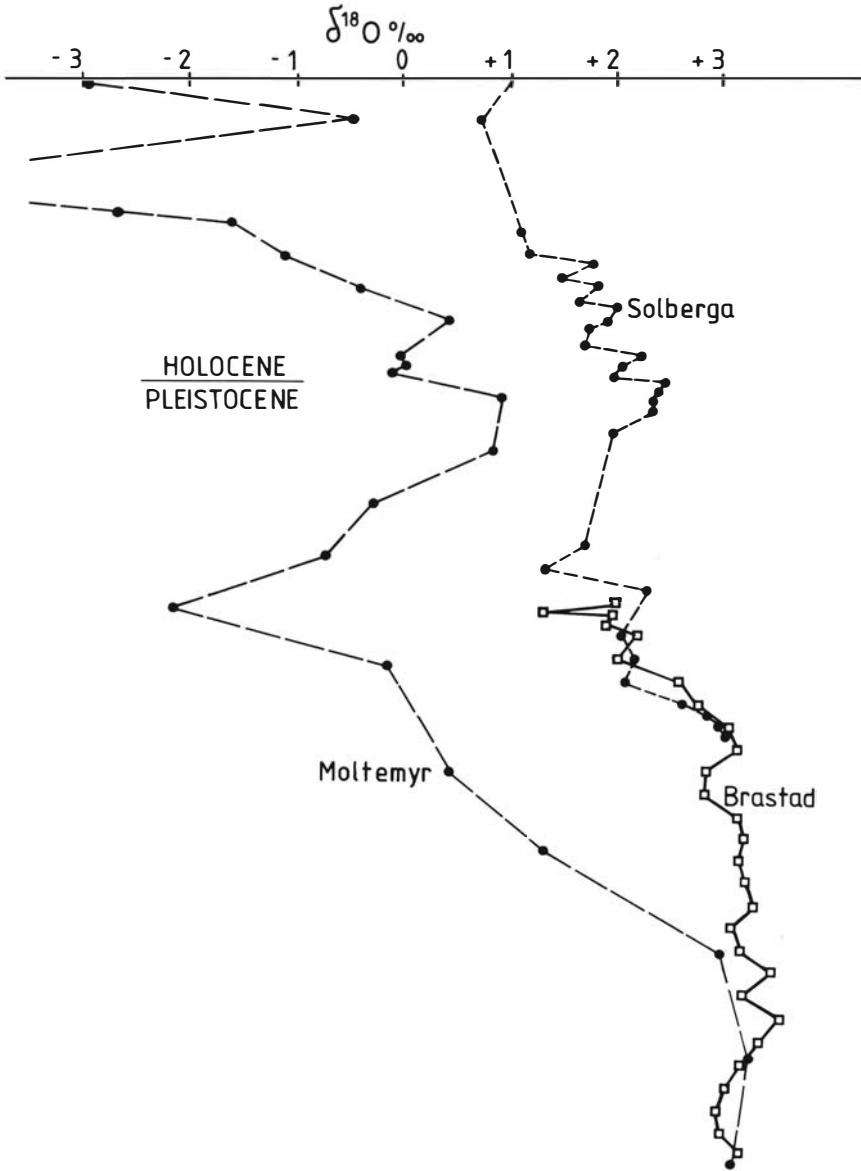 δ¹⁸O ‰
-3 -2 -1 0 +1 +2 +3
Solberga
HOLOCENE
PLEISTOCENE
Moltemyr
Brastad